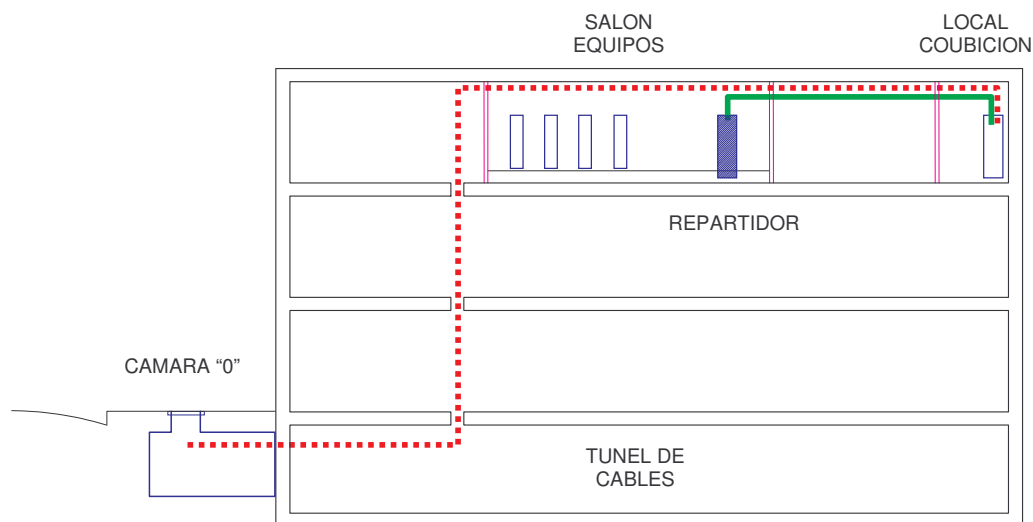 SALON
EQUIPOS
LOCAL
COUBICION
REPARTIDOR
CAMARA “0”
TUNEL DE
CABLES